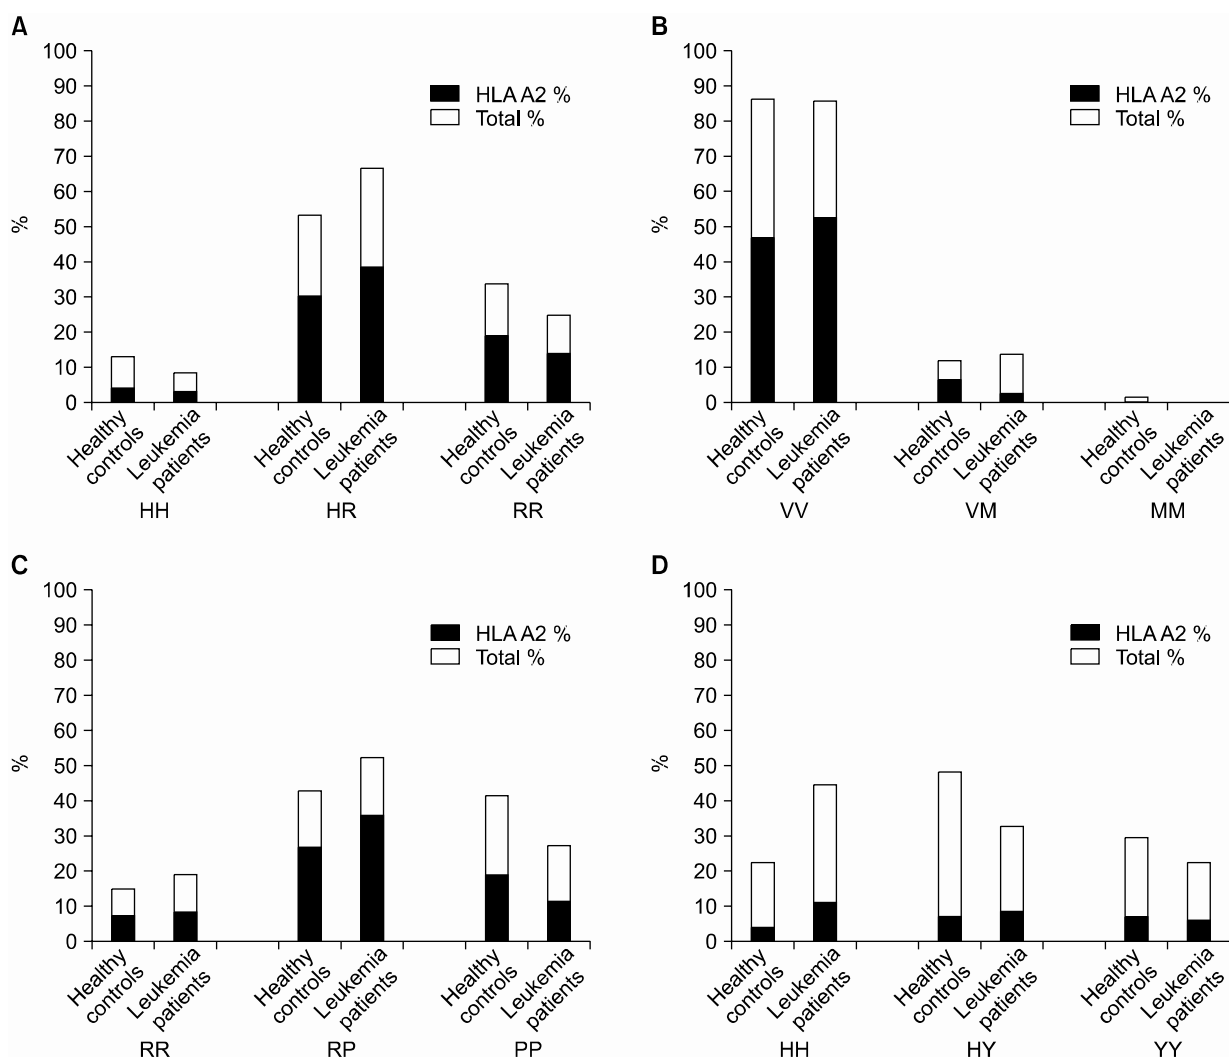 A
100
90
80
70
60
50
40
30
20
10
0
%
HLA A2 %
Total %
Healthy
controls
Leukemia
patients
Healthy
controls
Leukemia
patients
Healthy
controls
Leukemia
patients
HH
HR
RR
B
100
90
80
70
60
50
40
30
20
10
0
%
HLA A2 %
Total %
Healthy
controls
Leukemia
patients
Healthy
controls
Leukemia
patients
Healthy
controls
Leukemia
patients
VV
VM
MM
C
100
90
80
70
60
50
40
30
20
10
0
%
HLA A2 %
Total %
Healthy
controls
Leukemia
patients
Healthy
controls
Leukemia
patients
Healthy
controls
Leukemia
patients
RR
RP
PP
D
100
90
80
70
60
50
40
30
20
10
0
%
HLA A2 %
Total %
Healthy
controls
Leukemia
patients
Healthy
controls
Leukemia
patients
Healthy
controls
Leukemia
patients
HH
HY
YY